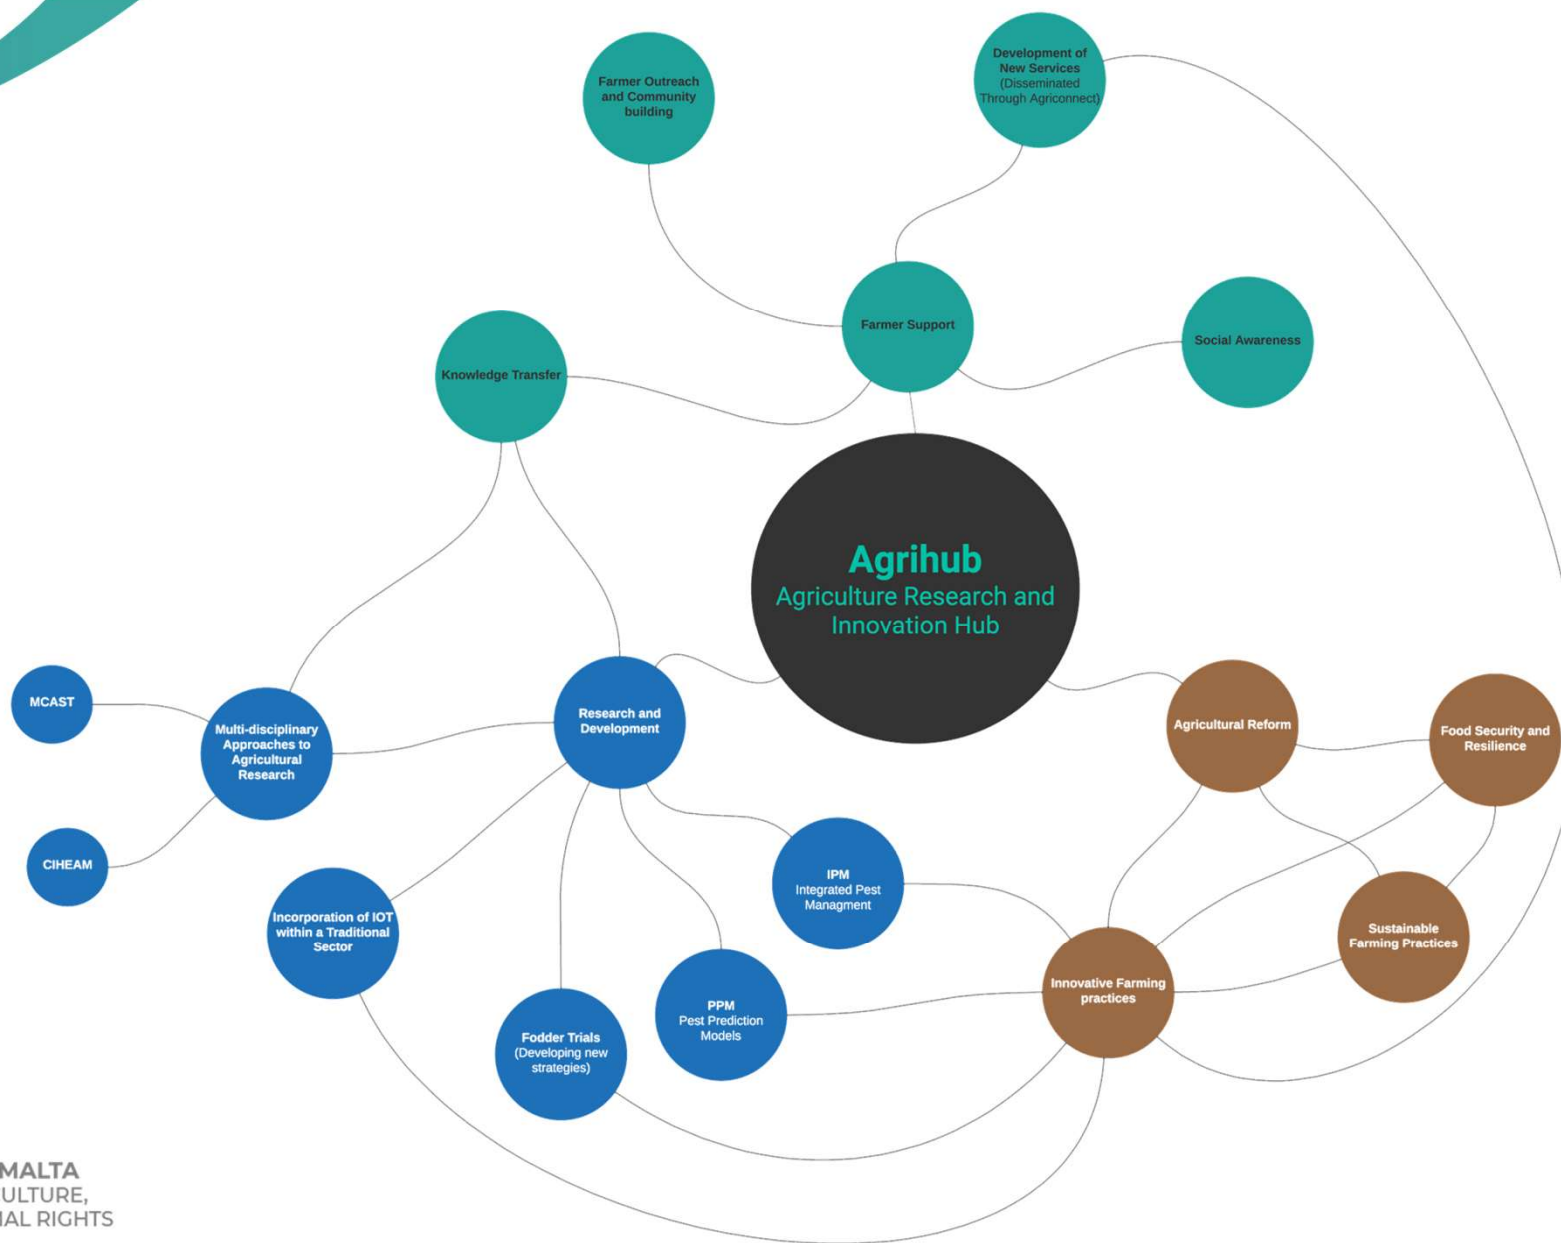 Development of
New Services
(Disseminated
Through Agriconnect)
Farmer Outreach
and Community
building
Farmer Support
Social Awareness
Knowledge Transfer
Agrihub
Agriculture Research and
Innovation Hub
MCAST
Multi-disciplinary
Approaches to
Agricultural
Research
Research and
Development
Agricultural Reform
Food Security and
Resilience
CIHEAM
Incorporation of IOT
within a Traditional
Sector
IPM
Integrated Pest
Managment
Sustainable
Farming Practices
Innovative Farming
practices
PPM
Pest Prediction
Models
Fodder Trials
(Developing new
strategies)
MALTA
CULTURE,
IAL RIGHTS